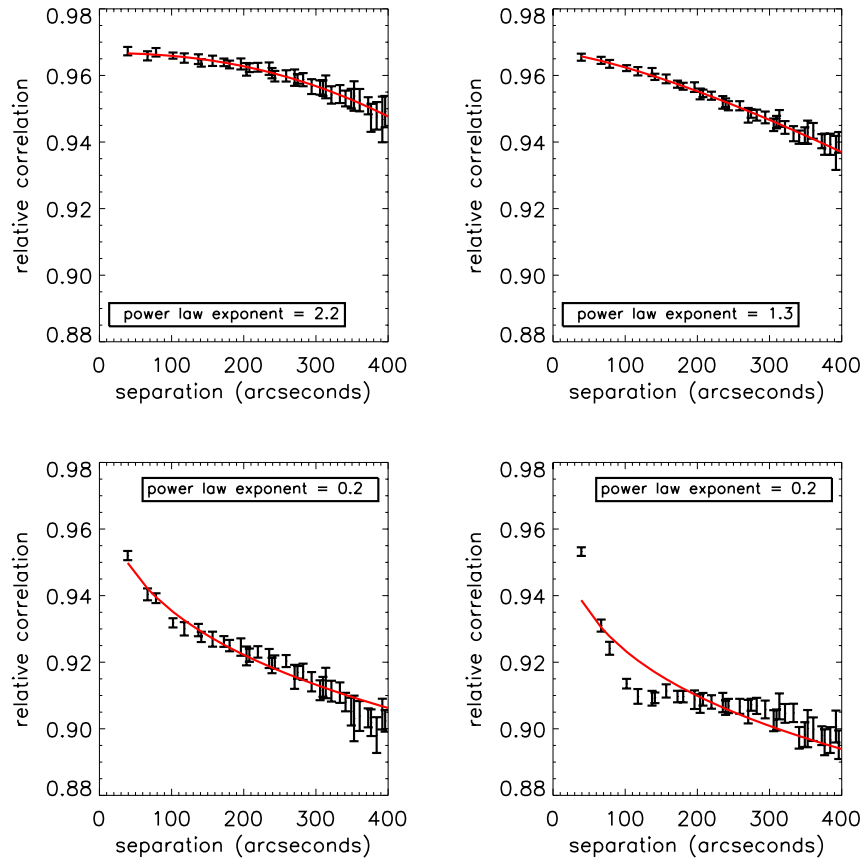 0.98
0.96
0.94
0.92
0.90
0.88
relative correlation
power law exponent = 2.2
0 100 200 300 400
separation (arcseconds)
0.98
0.96
0.94
0.92
0.90
0.88
relative correlation
power law exponent = 1.3
0 100 200 300 400
separation (arcseconds)
0.98
0.96
0.94
0.92
0.90
0.88
relative correlation
power law exponent = 0.2
0 100 200 300 400
separation (arcseconds)
0.98
0.96
0.94
0.92
0.90
0.88
relative correlation
power law exponent = 0.2
0 100 200 300 400
separation (arcseconds)